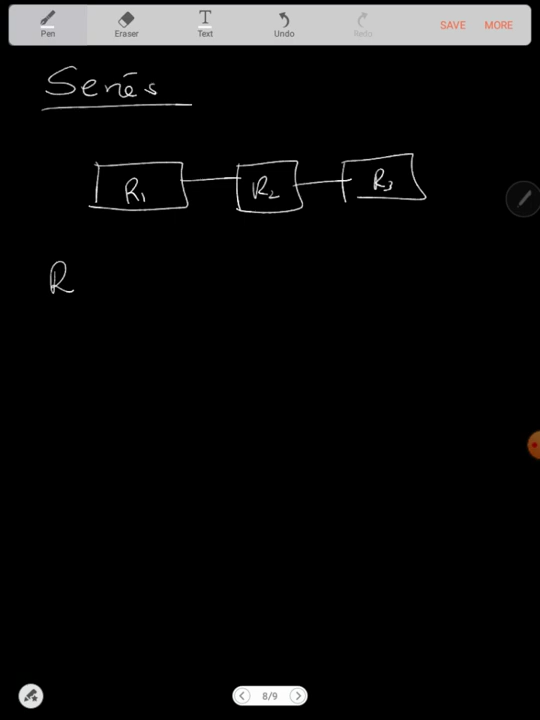 Pen Eraser Text Undo Redo SAVE MORE
Series
R₁ R₂ R₃
R
8/9